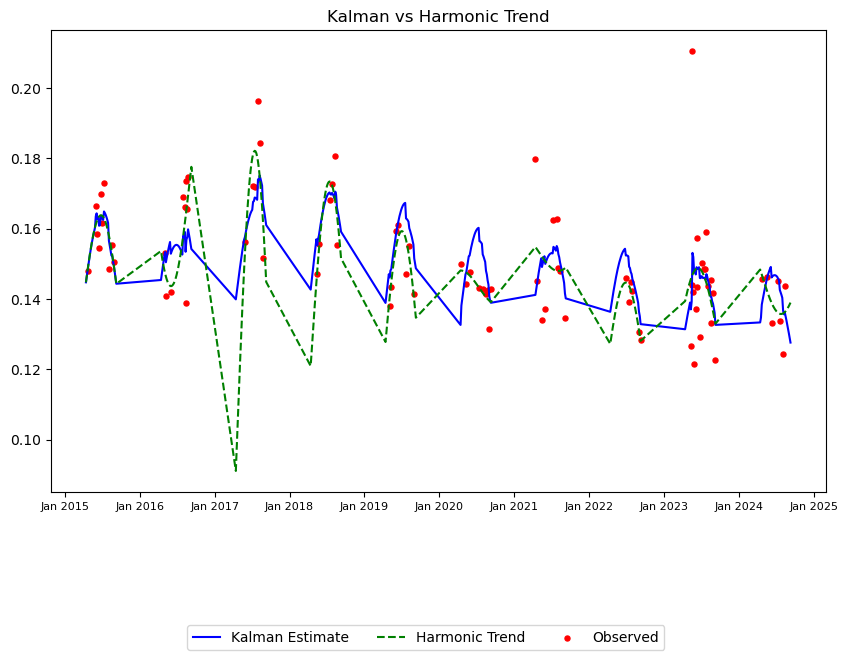 Kalman vs Harmonic Trend
0.20
0.18
0.16
0.14
0.12
0.10
Jan 2015 Jan 2016 Jan 2017 Jan 2018 Jan 2019 Jan 2020 Jan 2021 Jan 2022 Jan 2023 Jan 2024 Jan 2025
Kalman Estimate Harmonic Trend Observed